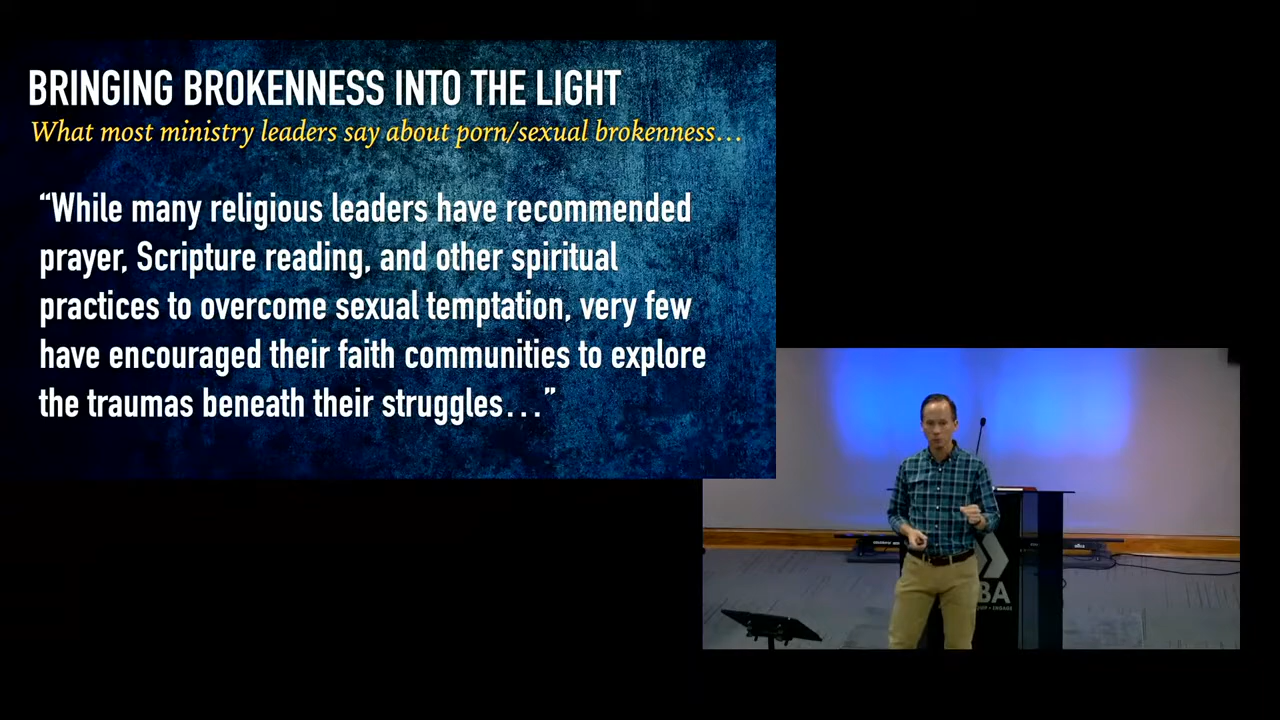 BRINGING BROKENNESS INTO THE LIGHT
What most ministry leaders say about porn/sexual brokenness…
“While many religious leaders have recommended
prayer, Scripture reading, and other spiritual
practices to overcome sexual temptation, very few
have encouraged their faith communities to explore
the traumas beneath their struggles…”
BA
ENGAGE